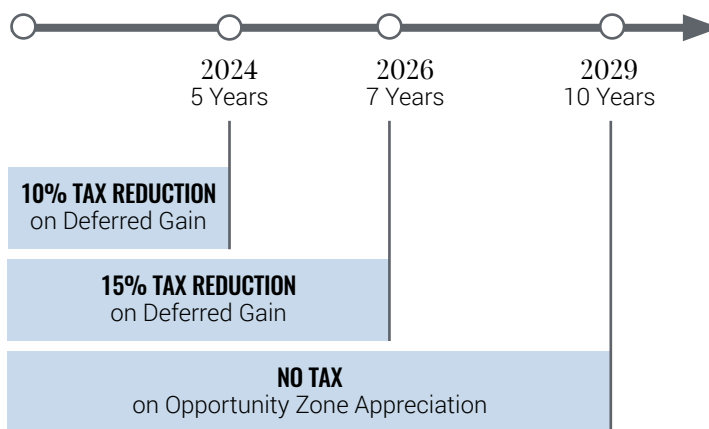 2024
5 Years
2026
7 Years
2029
10 Years
10% TAX REDUCTION
on Deferred Gain
15% TAX REDUCTION
on Deferred Gain
NO TAX
on Opportunity Zone Appreciation